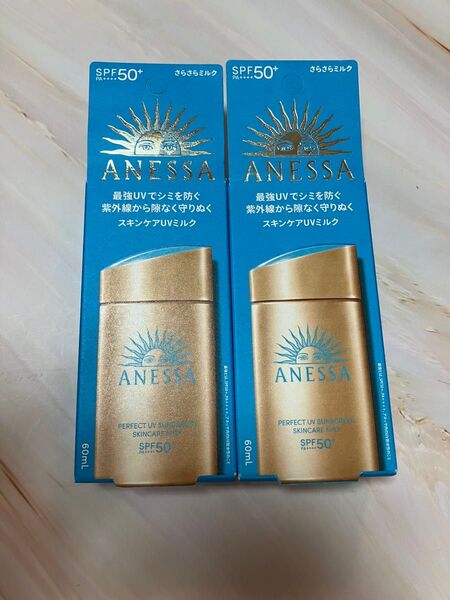 SPF50+
PA++++
さらさらミルク
ANESSA
最強UVでシミを防ぐ
紫外線から隙なく守りぬく
スキンケアUVミルク
ANESSA
PERFECT UV SUNSCREEN
SKINCARE MILK
SPF50+
PA++++
60mL
SPF50+
PA++++
さらさらミルク
ANESSA
最強UVでシミを防ぐ
紫外線から隙なく守りぬく
スキンケアUVミルク
ANESSA
PERFECT UV SUNSCREEN
SKINCARE MILK
SPF50+
PA++++
60mL